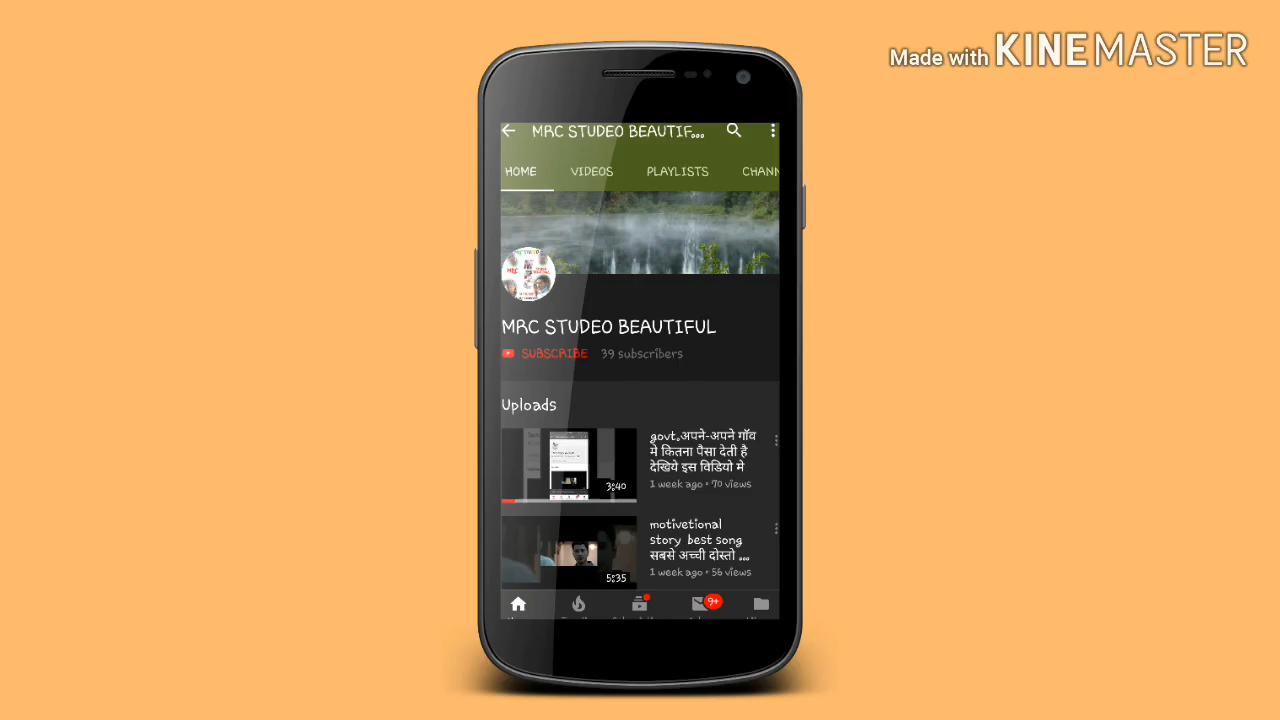 Made with KINEMASTER
MRC STUDEO BEAUTIF...
HOME VIDEOS PLAYLISTS CHANN
MRC STUDEO BEAUTIFUL
SUBSCRIBE 39 subscribers
Uploads
govt.अपने-अपने गाॅव
मे कितना पैसा देती है
देखिये इस विडियो मे
1 week ago • 70 views
3:40
motivetional
story best song
सबसे अच्छी दोस्तो ...
1 week ago • 56 views
5:35
9+